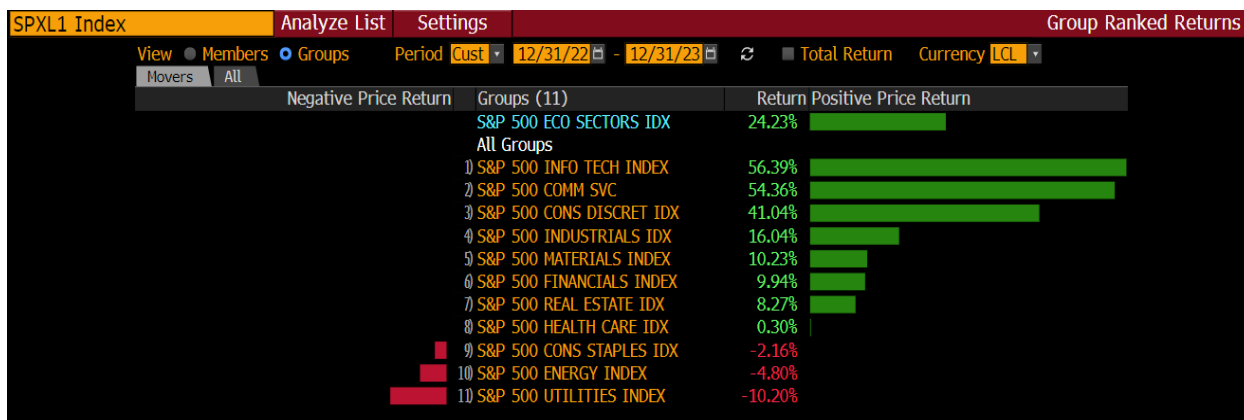 SPXL1 Index Analyze List Settings Group Ranked Returns
View Members Groups Period Cust 12/31/22 - 12/31/23 Total Return Currency LCL
Movers All
Negative Price Return Groups (11) Return Positive Price Return
S&P 500 ECO SECTORS IDX 24.23%
All Groups
1) S&P 500 INFO TECH INDEX 56.39%
2) S&P 500 COMM SVC 54.36%
3) S&P 500 CONS DISCRET IDX 41.04%
4) S&P 500 INDUSTRIALS IDX 16.04%
5) S&P 500 MATERIALS INDEX 10.23%
6) S&P 500 FINANCIALS INDEX 9.94%
7) S&P 500 REAL ESTATE IDX 8.27%
8) S&P 500 HEALTH CARE IDX 0.30%
9) S&P 500 CONS STAPLES IDX -2.16%
10) S&P 500 ENERGY INDEX -4.80%
11) S&P 500 UTILITIES INDEX -10.20%